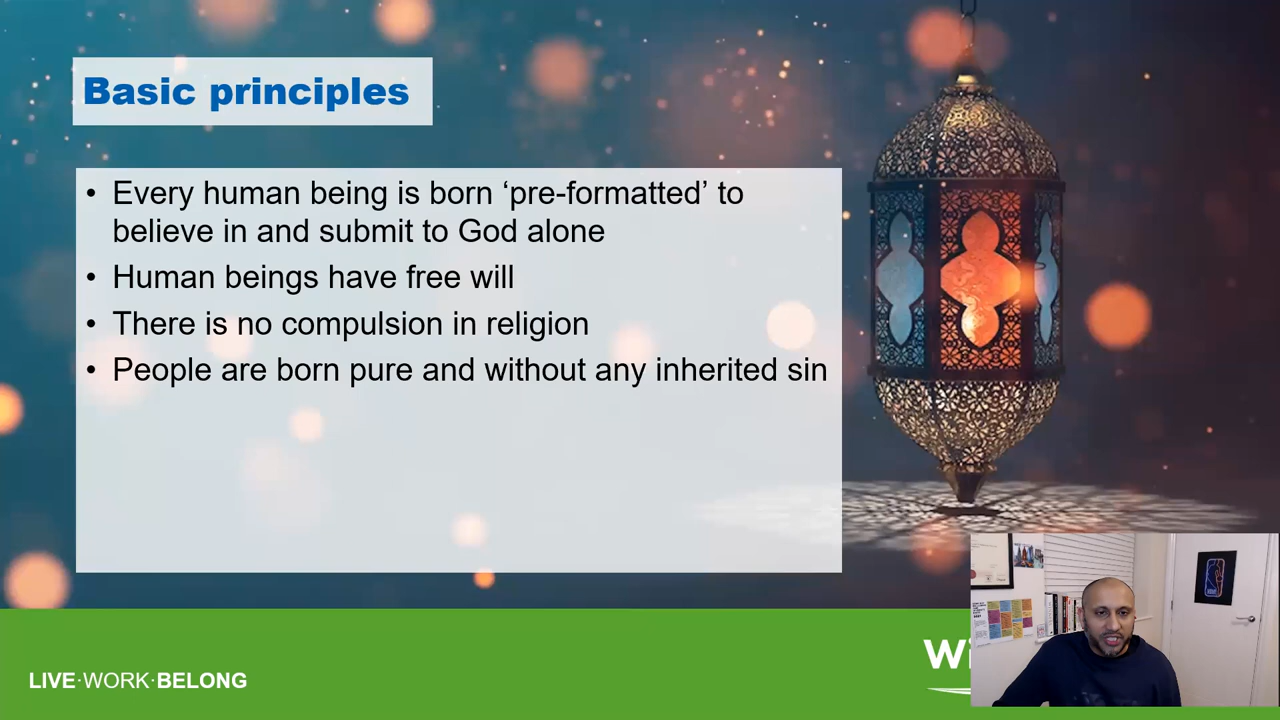 Basic principles
• Every human being is born ‘pre-formatted’ to
believe in and submit to God alone
• Human beings have free will
• There is no compulsion in religion
• People are born pure and without any inherited sin
LIVE·WORK·BELONG